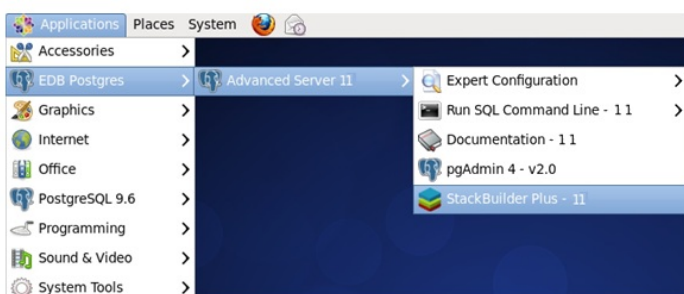 Applications Places System
Accessories
EDB Postgres
Advanced Server 11
Expert Configuration
Graphics
Run SQL Command Line - 11
Internet
Documentation - 11
Office
pgAdmin 4 - v2.0
PostgreSQL 9.6
StackBuilder Plus - 11
Programming
Sound & Video
System Tools